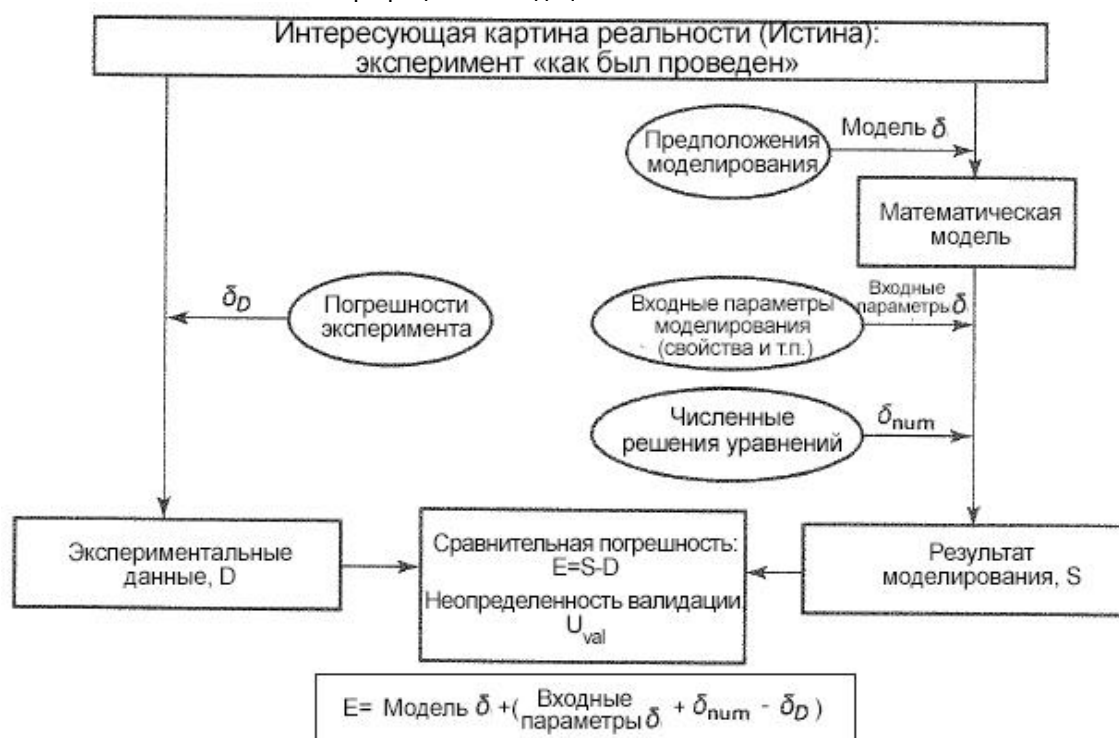 Интересующая картина реальности (Истина):
эксперимент «как был проведен»
Предположения
моделирования
Модель δ
Математическая
модель
δD
Погрешности
эксперимента
Входные параметры
моделирования
(свойства и т.п.)
Входные
параметры δ
Численные
решения уравнений
δnum
Экспериментальные
данные, D
Сравнительная погрешность:
E=S-D
Неопределенность валидации
Uval
Результат
моделирования, S
E= Модель δ +( Входные параметры δ + δnum - δD )